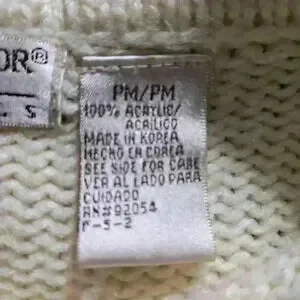 OR®
S
PM/PM
100% ACRYLIC/
ACRILICO
MADE IN KOREA
HECHO EN COREA
SEE SIDE FOR CARE
VER AL LADO PARA
CUIDADO
RN#92054
F-5-2